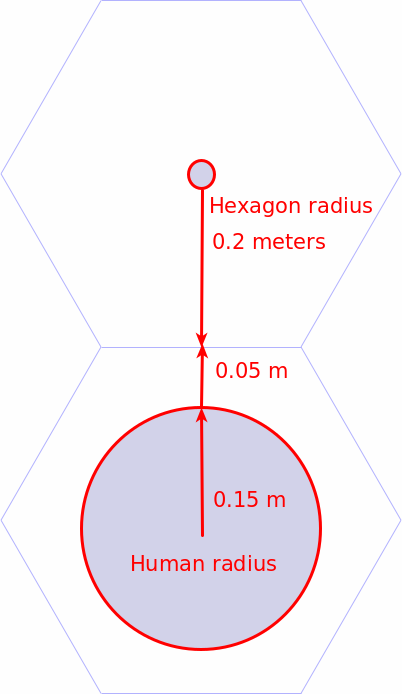 Hexagon radius
0.2 meters
0.05 m
0.15 m
Human radius